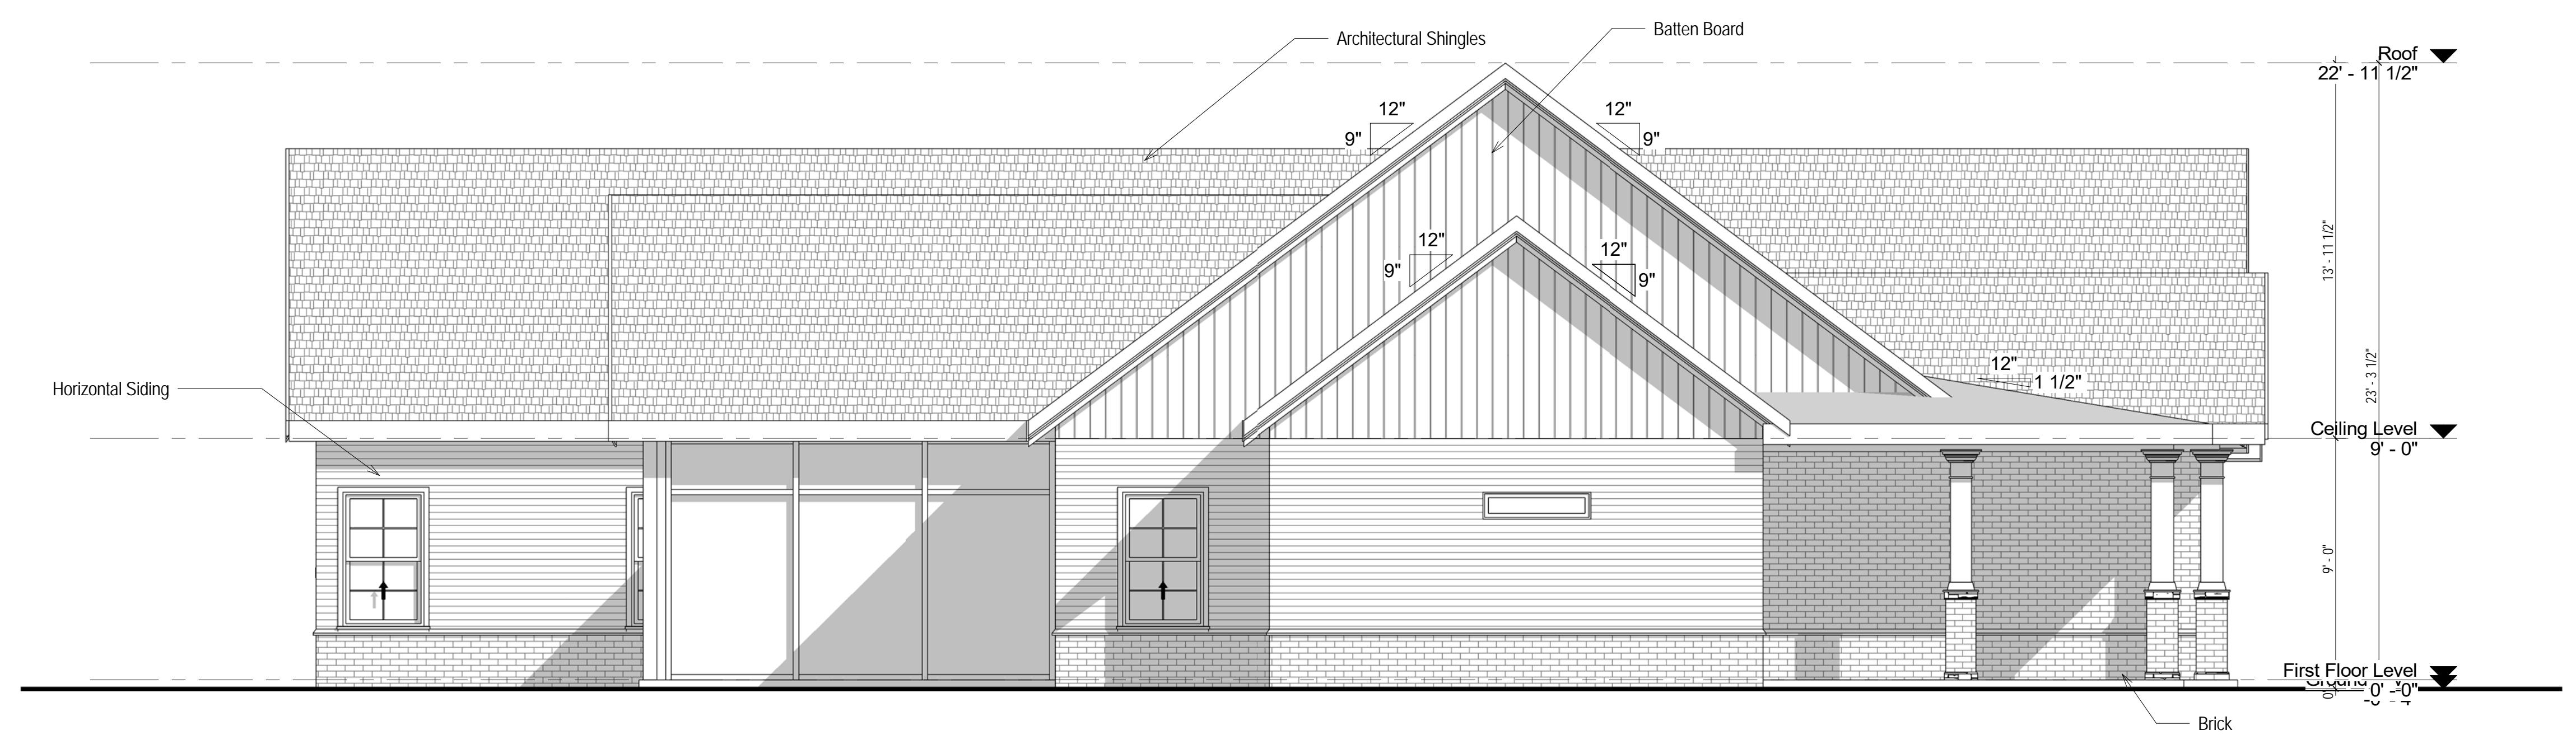 Batten Board
Architectural Shingles
Roof
22' - 11 1/2"
12"
9"
12"
9"
13' - 11 1/2"
12"
9"
12"
9"
12"
1 1/2"
23' - 3 1/2"
Horizontal Siding
Ceiling Level
9' - 0"
9' - 0"
First Floor Level
0' - 0"
Brick